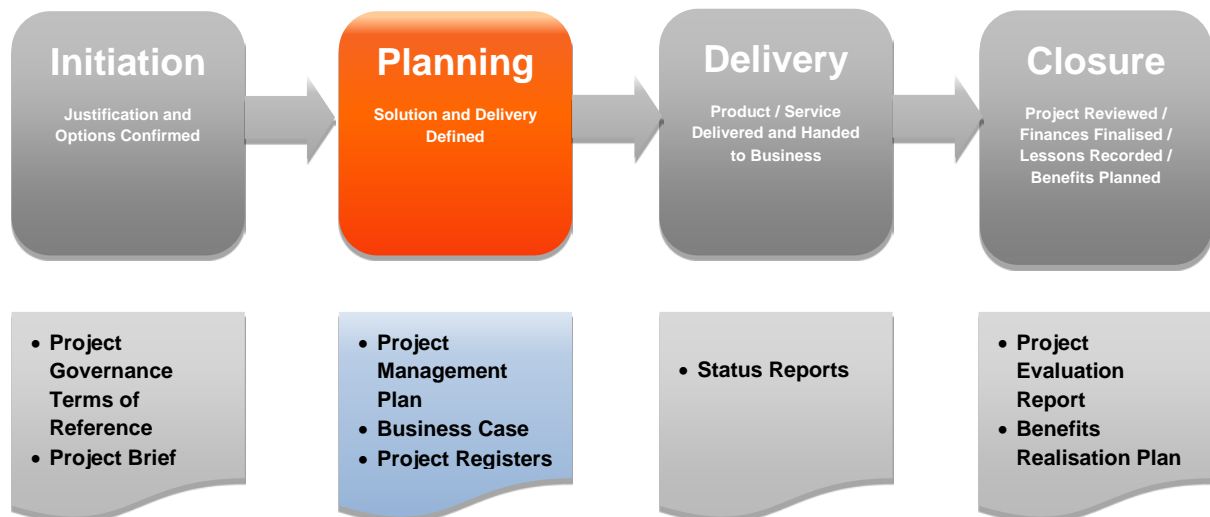 Initiation
Justification and
Options Confirmed
Planning
Solution and Delivery
Defined
Delivery
Product / Service
Delivered and Handed
to Business
Closure
Project Reviewed /
Finances Finalised /
Lessons Recorded /
Benefits Planned
• Project
Governance
Terms of
Reference
• Project Brief
• Project
Management
Plan
• Business Case
• Project Registers
• Status Reports
• Project
Evaluation
Report
• Benefits
Realisation Plan